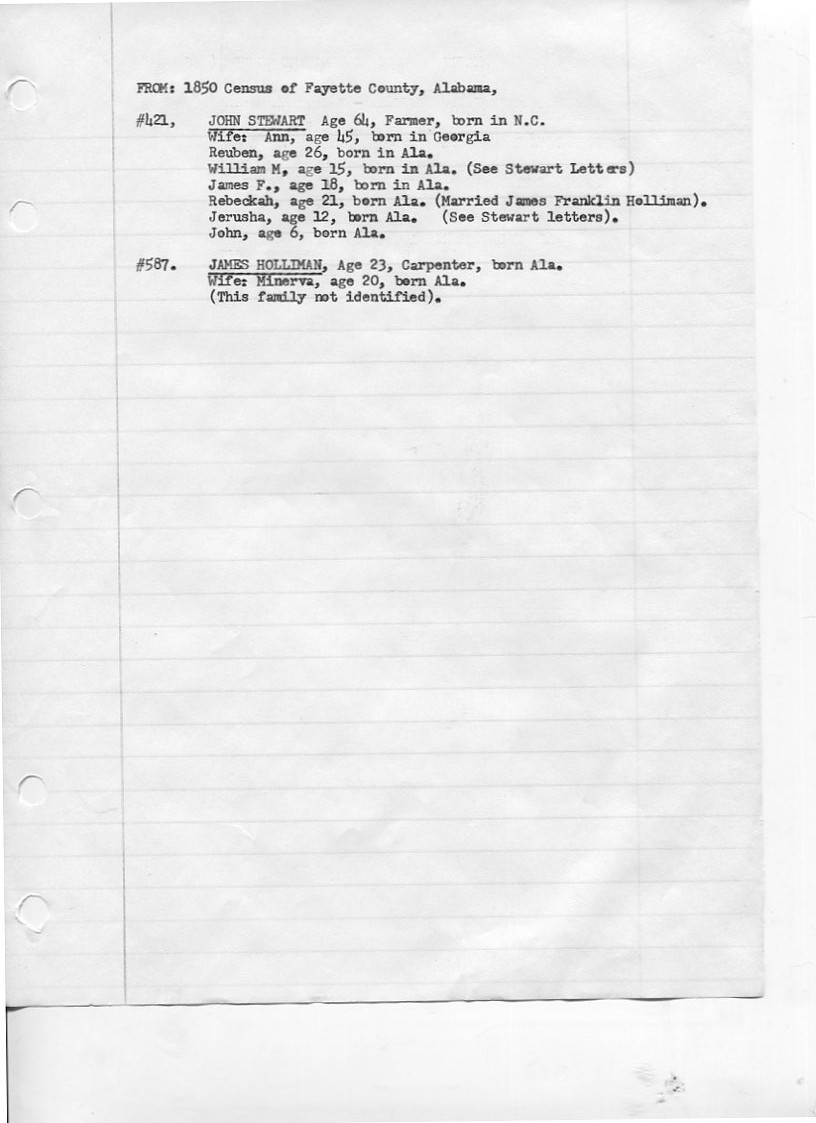 FROM: 1850 Census of Fayette County, Alabama,
#421, JOHN STEWART Age 64, Farmer, born in N.C.
Wife: Ann, age 45, born in Georgia
Reuben, age 26, born in Ala.
William M, age 15, born in Ala. (See Stewart Letters)
James F., age 18, born in Ala.
Rebeckah, age 21, born Ala. (Married James Franklin Holliman).
Jerusha, age 12, born Ala. (See Stewart letters).
John, age 6, born Ala.
#587. JAMES HOLLIMAN, Age 23, Carpenter, born Ala.
Wife: Minerva, age 20, born Ala.
(This family not identified).